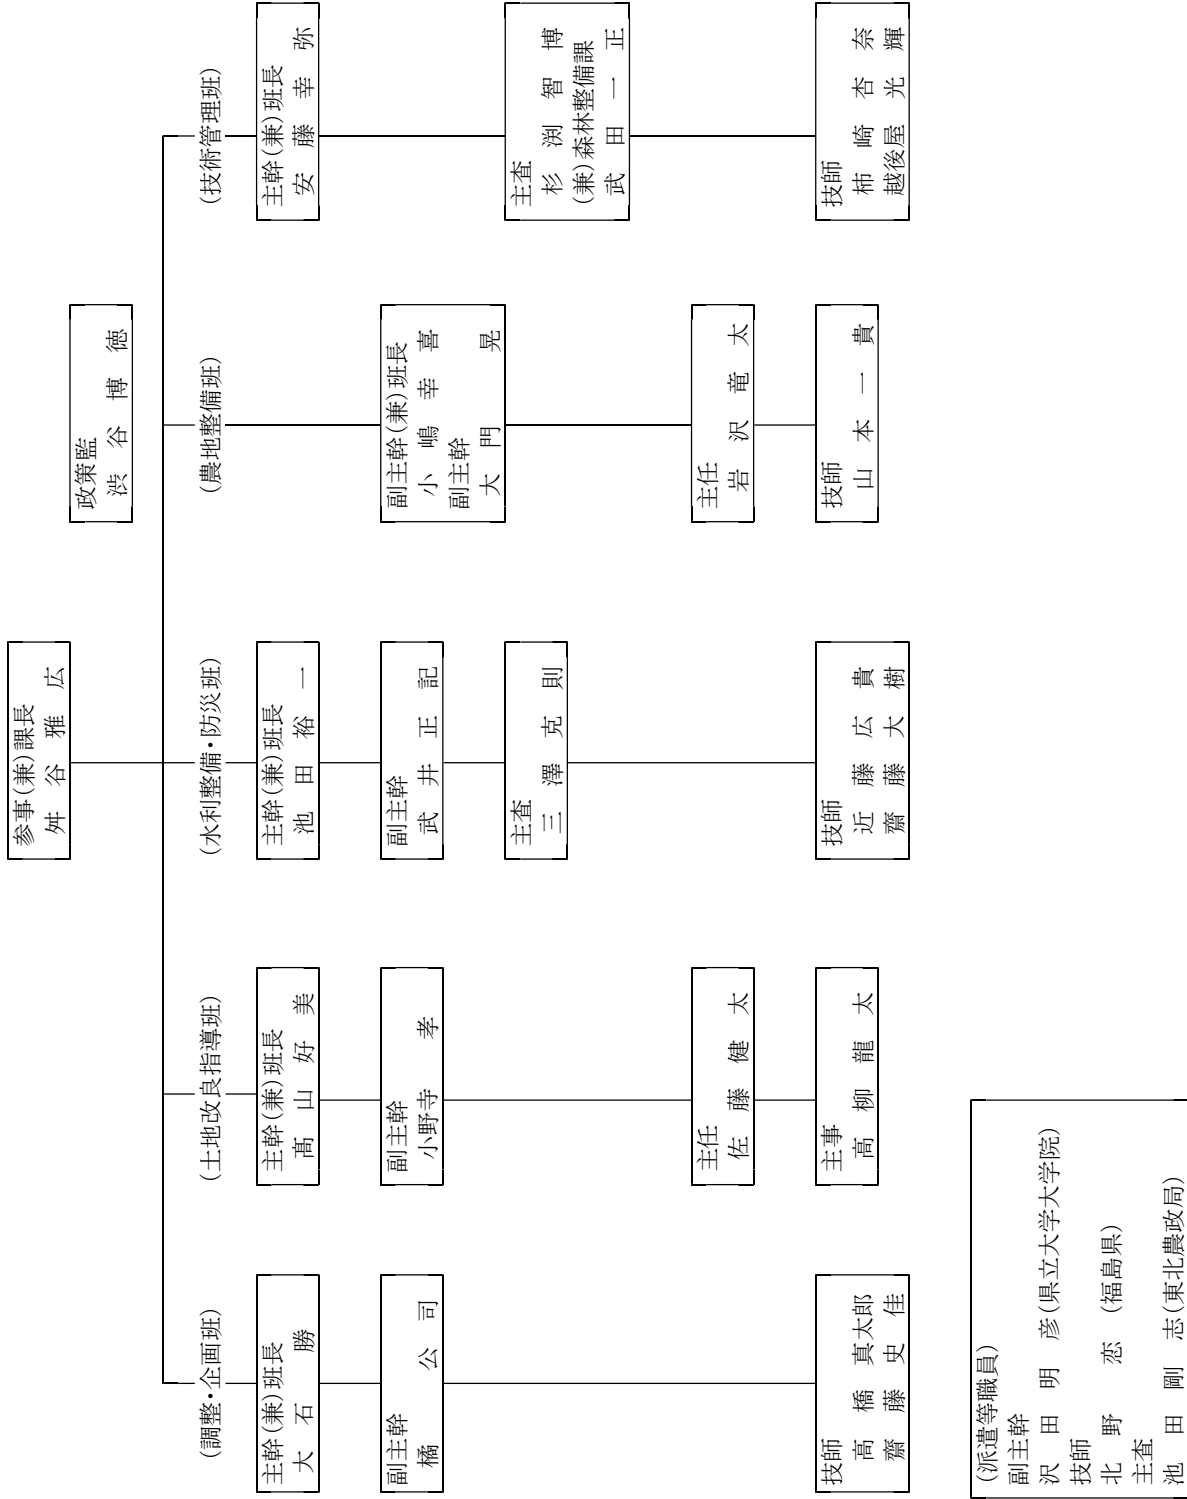 参事(兼)課長
舛谷雅広
政策監
渋谷博徳
(調整・企画班)
主幹(兼)班長
大石勝
副主幹
橘公司
技師
高橋真太郎
齋藤史佳
(土地改良指導班)
主幹(兼)班長
髙山好美
副主幹
小野寺孝
主任
佐藤健太
主事
高柳龍太
(水利整備・防災班)
主幹(兼)班長
池田裕一
副主幹
武井正記
主査
三澤克則
技師
近藤広貴
齋藤大樹
(農地整備班)
副主幹(兼)班長
小嶋幸喜
副主幹
大門晃
主任
岩沢竜太
技師
山本一貴
(技術管理班)
主幹(兼)班長
安藤幸弥
主査
杉渕智博
(兼)森林整備課
武田一正
技師
柿崎杏奈
越後屋光輝
(派遣等職員)
副主幹
沢田明彦(県立大学大学院)
技師
北野恋(福島県)
主査
池田剛志(東北農政局)